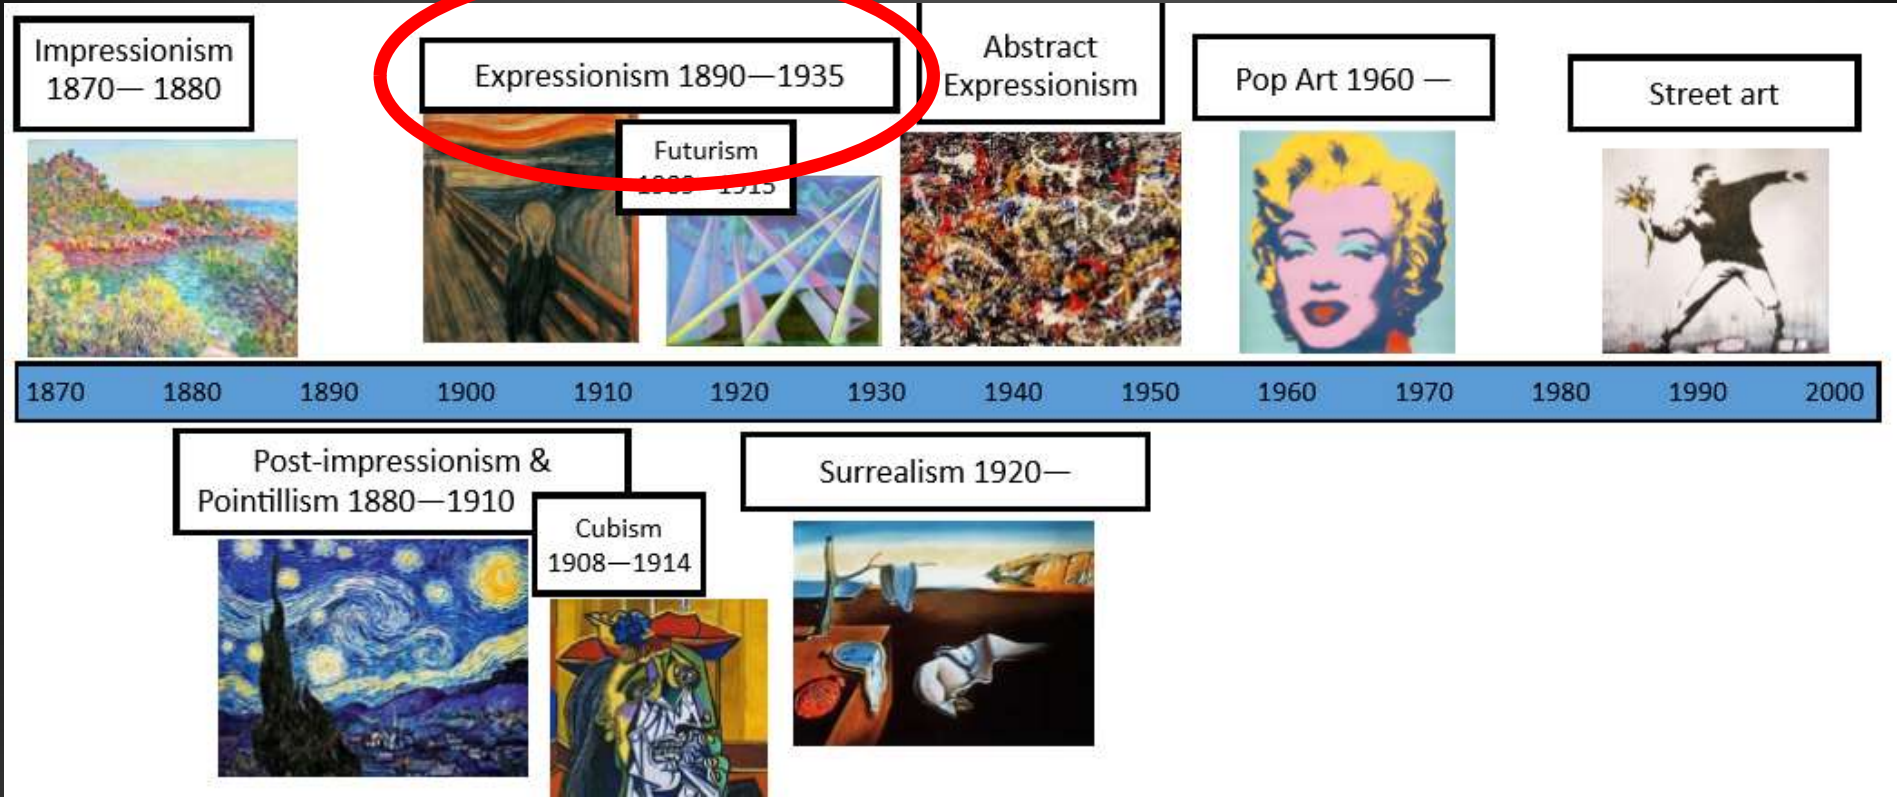 Impressionism
1870— 1880
Expressionism 1890—1935
Futurism
1909—1915
Abstract
Expressionism
Pop Art 1960 —
Street art
1870 1880 1890 1900 1910 1920 1930 1940 1950 1960 1970 1980 1990 2000
Post-impressionism &
Pointillism 1880—1910
Cubism
1908—1914
Surrealism 1920—